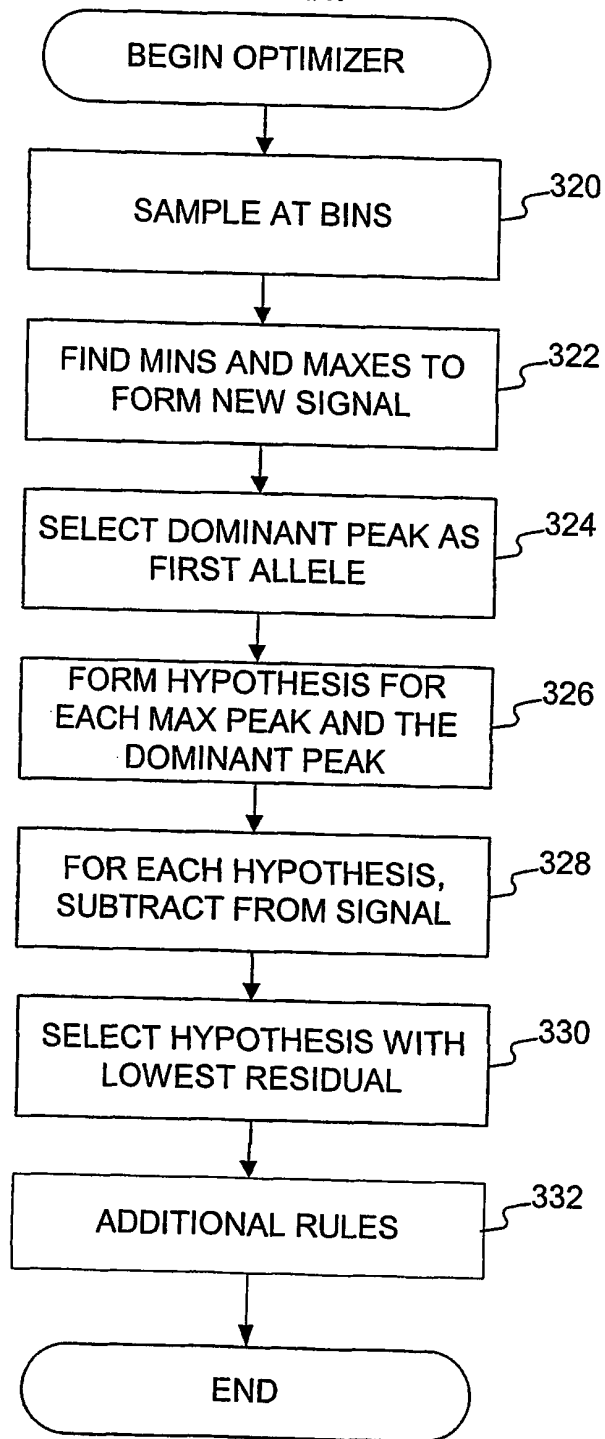 BEGIN OPTIMIZER
SAMPLE AT BINS
320
FIND MINS AND MAXES TO
FORM NEW SIGNAL
322
SELECT DOMINANT PEAK AS
FIRST ALLELE
324
FORM HYPOTHESIS FOR
EACH MAX PEAK AND THE
DOMINANT PEAK
326
FOR EACH HYPOTHESIS,
SUBTRACT FROM SIGNAL
328
SELECT HYPOTHESIS WITH
LOWEST RESIDUAL
330
ADDITIONAL RULES
332
END